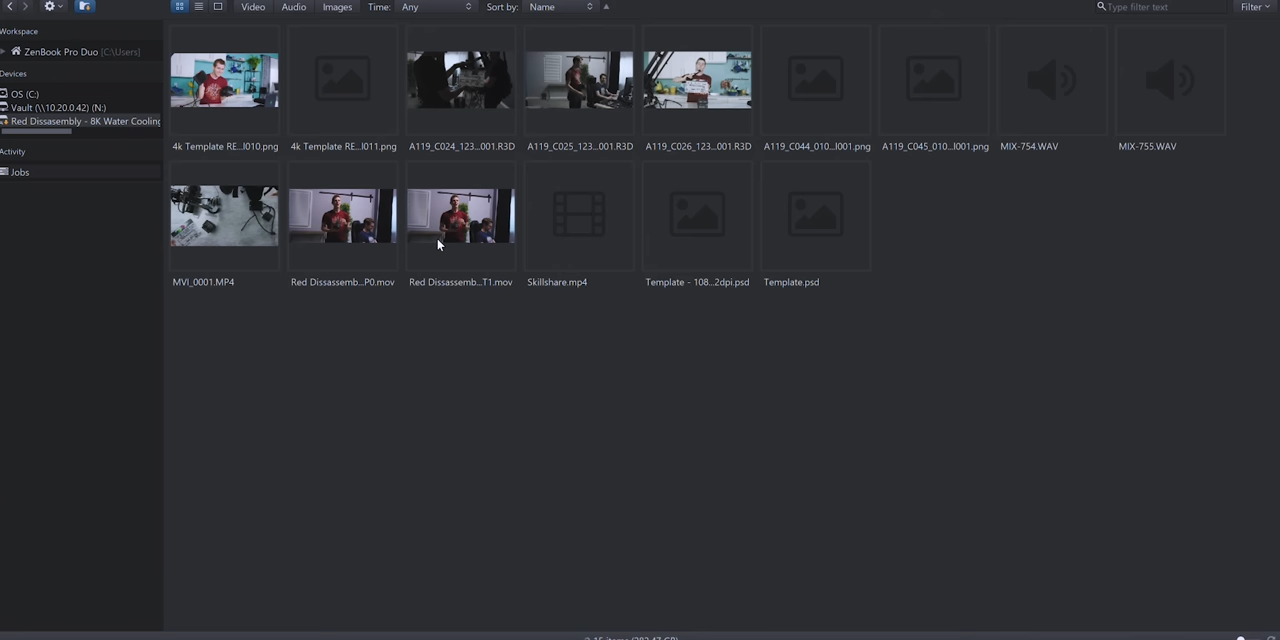 Video Audio Images Time: Any Sort by: Name Type filter text Filter
Workspace
ZenBook Pro Duo [C:\Users]
Devices
OS (C:)
Vault (\\10.20.0.42) (N:)
Red Dissasembly - 8K Water Cooling
Activity
Jobs
4k Template RE...l010.png 4k Template RE...l011.png A119_C024_123...001.R3D A119_C025_123...001.R3D A119_C026_123...001.R3D A119_C044_010...l001.png A119_C045_010...l001.png MIX-754.WAV MIX-755.WAV
MVI_0001.MP4 Red Dissassemb...P0.mov Red Dissassemb...T1.mov Skillshare.mp4 Template - 108...2dpi.psd Template.psd